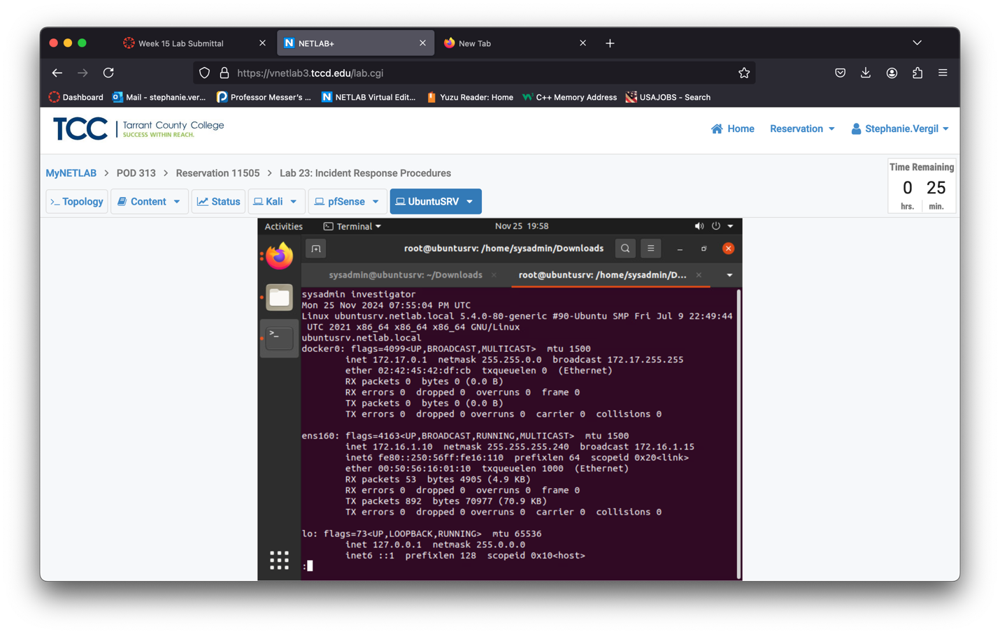 Week 15 Lab Submittal
NETLAB+
New Tab
https://vnetlab3.tccd.edu/lab.cgi
Dashboard
Mail - stephanie.ver...
Professor Messer's ...
NETLAB Virtual Edit...
Yuzu Reader: Home
C++ Memory Address
USAJOBS - Search
TCC Tarrant County College
SUCCESS WITHIN REACH.
Home
Reservation
Stephanie.Vergil
MyNETLAB > POD 313 > Reservation 11505 > Lab 23: Incident Response Procedures
Time Remaining
0 25
hrs. min.
>_ Topology
Content
Status
Kali
pfSense
UbuntuSRV
Activities
Terminal
Nov 25 19:58
root@ubuntusrv: /home/sysadmin/Downloads
sysadmin@ubuntusrv: ~/Downloads
root@ubuntusrv: /home/sysadmin/D...
sysadmin investigator
Mon 25 Nov 2024 07:55:04 PM UTC
Linux ubuntusrv.netlab.local 5.4.0-80-generic #90-Ubuntu SMP Fri Jul 9 22:49:44
 UTC 2021 x86_64 x86_64 x86_64 GNU/Linux
ubuntusrv.netlab.local
docker0: flags=4099<UP,BROADCAST,MULTICAST>  mtu 1500
        inet 172.17.0.1  netmask 255.255.0.0  broadcast 172.17.255.255
        ether 02:42:45:42:df:cb  txqueuelen 0  (Ethernet)
        RX packets 0  bytes 0 (0.0 B)
        RX errors 0  dropped 0  overruns 0  frame 0
        TX packets 0  bytes 0 (0.0 B)
        TX errors 0  dropped 0 overruns 0  carrier 0  collisions 0
ens160: flags=4163<UP,BROADCAST,RUNNING,MULTICAST>  mtu 1500
        inet 172.16.1.10  netmask 255.255.255.240  broadcast 172.16.1.15
        inet6 fe80::250:56ff:fe16:110  prefixlen 64  scopeid 0x20<link>
        ether 00:50:56:16:01:10  txqueuelen 1000  (Ethernet)
        RX packets 53  bytes 4905 (4.9 KB)
        RX errors 0  dropped 0  overruns 0  frame 0
        TX packets 892  bytes 70977 (70.9 KB)
        TX errors 0  dropped 0 overruns 0  carrier 0  collisions 0
lo: flags=73<UP,LOOPBACK,RUNNING>  mtu 65536
        inet 127.0.0.1  netmask 255.0.0.0
        inet6 ::1  prefixlen 128  scopeid 0x10<host>
: